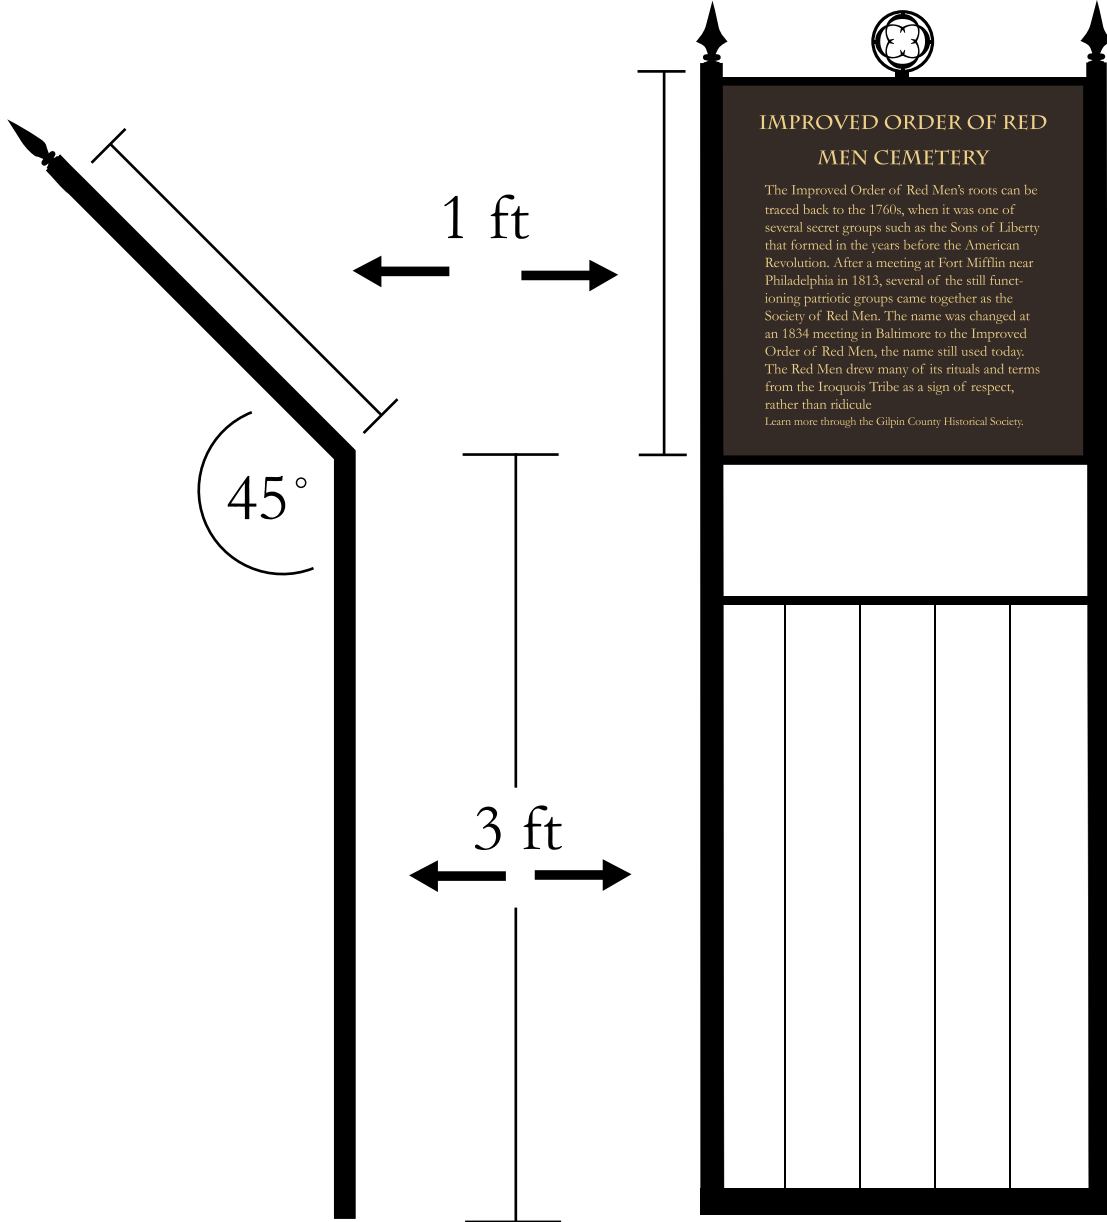 1 ft
45°
3 ft
IMPROVED ORDER OF RED
MEN CEMETERY
The Improved Order of Red Men's roots can be
traced back to the 1760s, when it was one of
several secret groups such as the Sons of Liberty
that formed in the years before the American
Revolution. After a meeting at Fort Mifflin near
Philadelphia in 1813, several of the still funct-
ioning patriotic groups came together as the
Society of Red Men. The name was changed at
an 1834 meeting in Baltimore to the Improved
Order of Red Men, the name still used today.
The Red Men drew many of its rituals and terms
from the Iroquois Tribe as a sign of respect,
rather than ridicule
Learn more through the Gilpin County Historical Society.